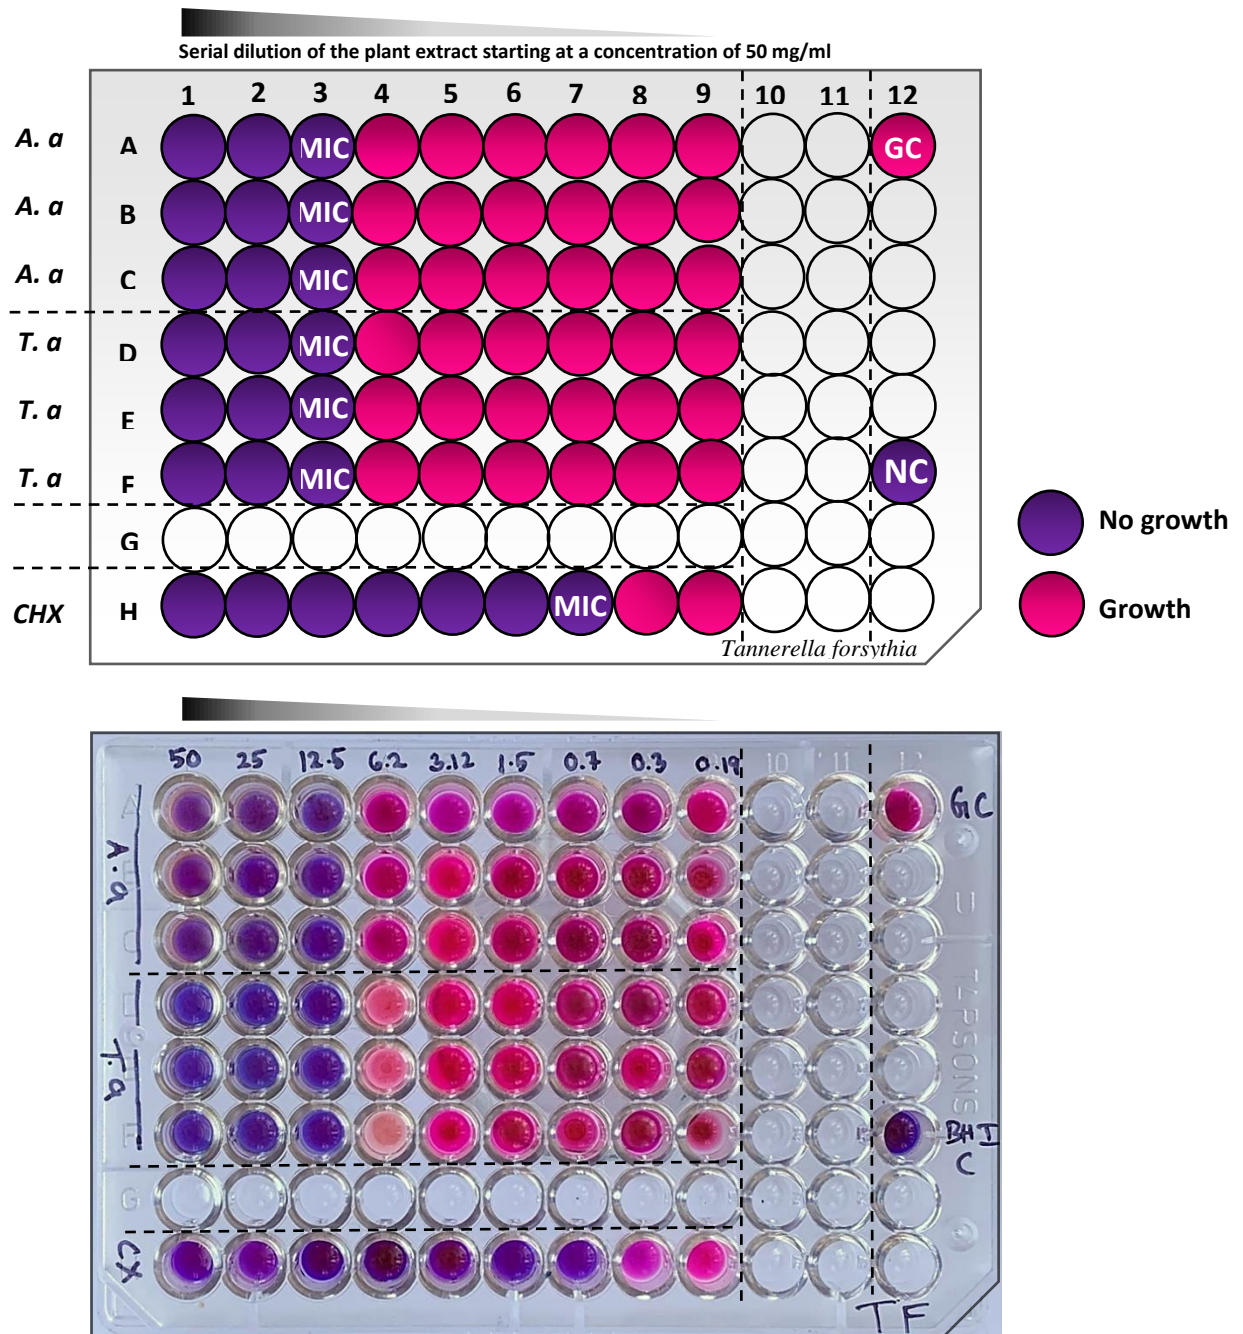 Serial dilution of the plant extract starting at a concentration of 50 mg/ml
1 2 3 4 5 6 7 8 9 10 11 12
A. a A MIC GC
A. a B MIC
A. a C MIC
T. a D MIC
T. a E MIC
T. a F MIC NC
G
CHX H MIC
Tannerella forsythia
No growth
Growth
50 25 12.5 6.2 3.12 1.5 0.7 0.3 0.19 10 11 12
A GC
A.a
T.a
BHI
C
G
CX
TARSONS
TF